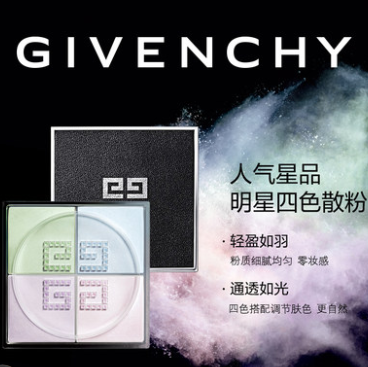 GIVENCHY
人气星品
明星四色散粉
· 轻盈如羽
粉质细腻均匀 零妆感
· 通透如光
四色搭配调节肤色 更自然